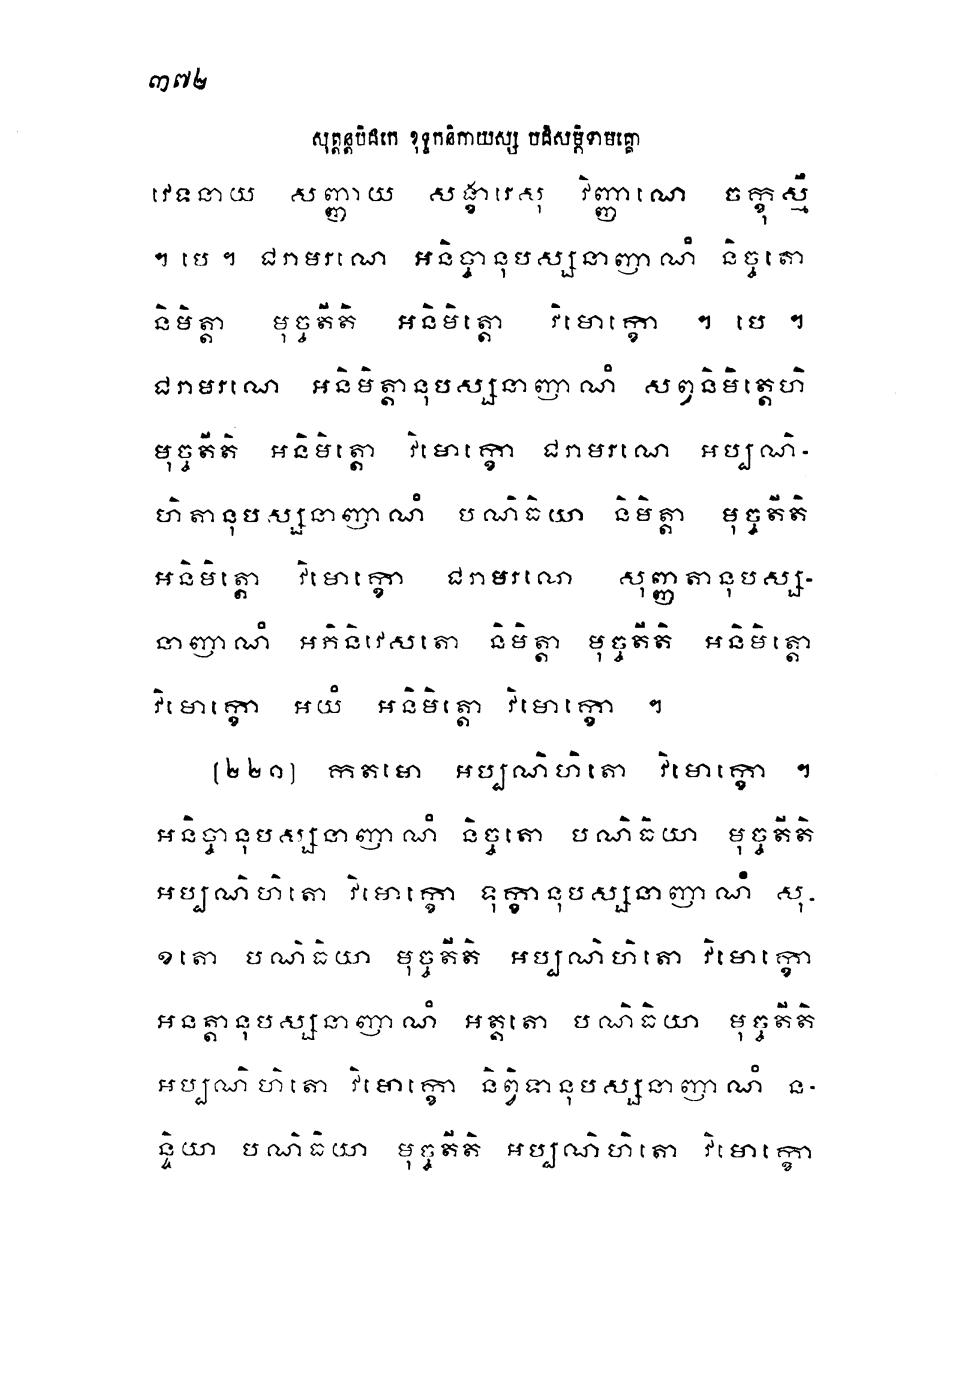 ៣៧២
សុត្តន្តបិដកេ ខុទ្ទកនិកាយស្ស បដិសម្ភិទាមគ្គោ
វេទនាយ សញ្ញាយ សង្ខារេសុ វិញ្ញាណេ ចក្ខុស្មឹ
។ បេ ។ ជរាមរណេ អនិច្ចានុបស្សនាញាណំ និច្ចតោ
និមិត្តា មុច្ចតីតិ អនិមិត្តោ វិមោក្ខោ ។ បេ ។
ជរាមរណេ អនិមិត្តានុបស្សនាញាណំ សព្វនិមិត្តេហិ
មុច្ចតីតិ អនិមិត្តោ វិមោក្ខោ ជរាមរណេ អប្បណិ-
ហិតានុបស្សនាញាណំ បណិធិយា និមិត្តា មុច្ចតីតិ
អនិមិត្តោ វិមោក្ខោ ជរាមរណេ សុញ្ញតានុបស្ស-
នាញាណំ អភិនិវេសតោ និមិត្តា មុច្ចតីតិ អនិមិត្តោ
វិមោក្ខោ អយំ អនិមិត្តោ វិមោក្ខោ ។
(២២១) កតមោ អប្បណិហិតោ វិមោក្ខោ ។
អនិច្ចានុបស្សនាញាណំ និច្ចតោ បណិធិយា មុច្ចតីតិ
អប្បណិហិតោ វិមោក្ខោ ទុក្ខានុបស្សនាញាណំ សុ-
ខតោ បណិធិយា មុច្ចតីតិ អប្បណិហិតោ វិមោក្ខោ
អនត្តានុបស្សនាញាណំ អត្តតោ បណិធិយា មុច្ចតីតិ
អប្បណិហិតោ វិមោក្ខោ និព្វិទានុបស្សនាញាណំ ន-
ន្ទិយា បណិធិយា មុច្ចតីតិ អប្បណិហិតោ វិមោក្ខោ